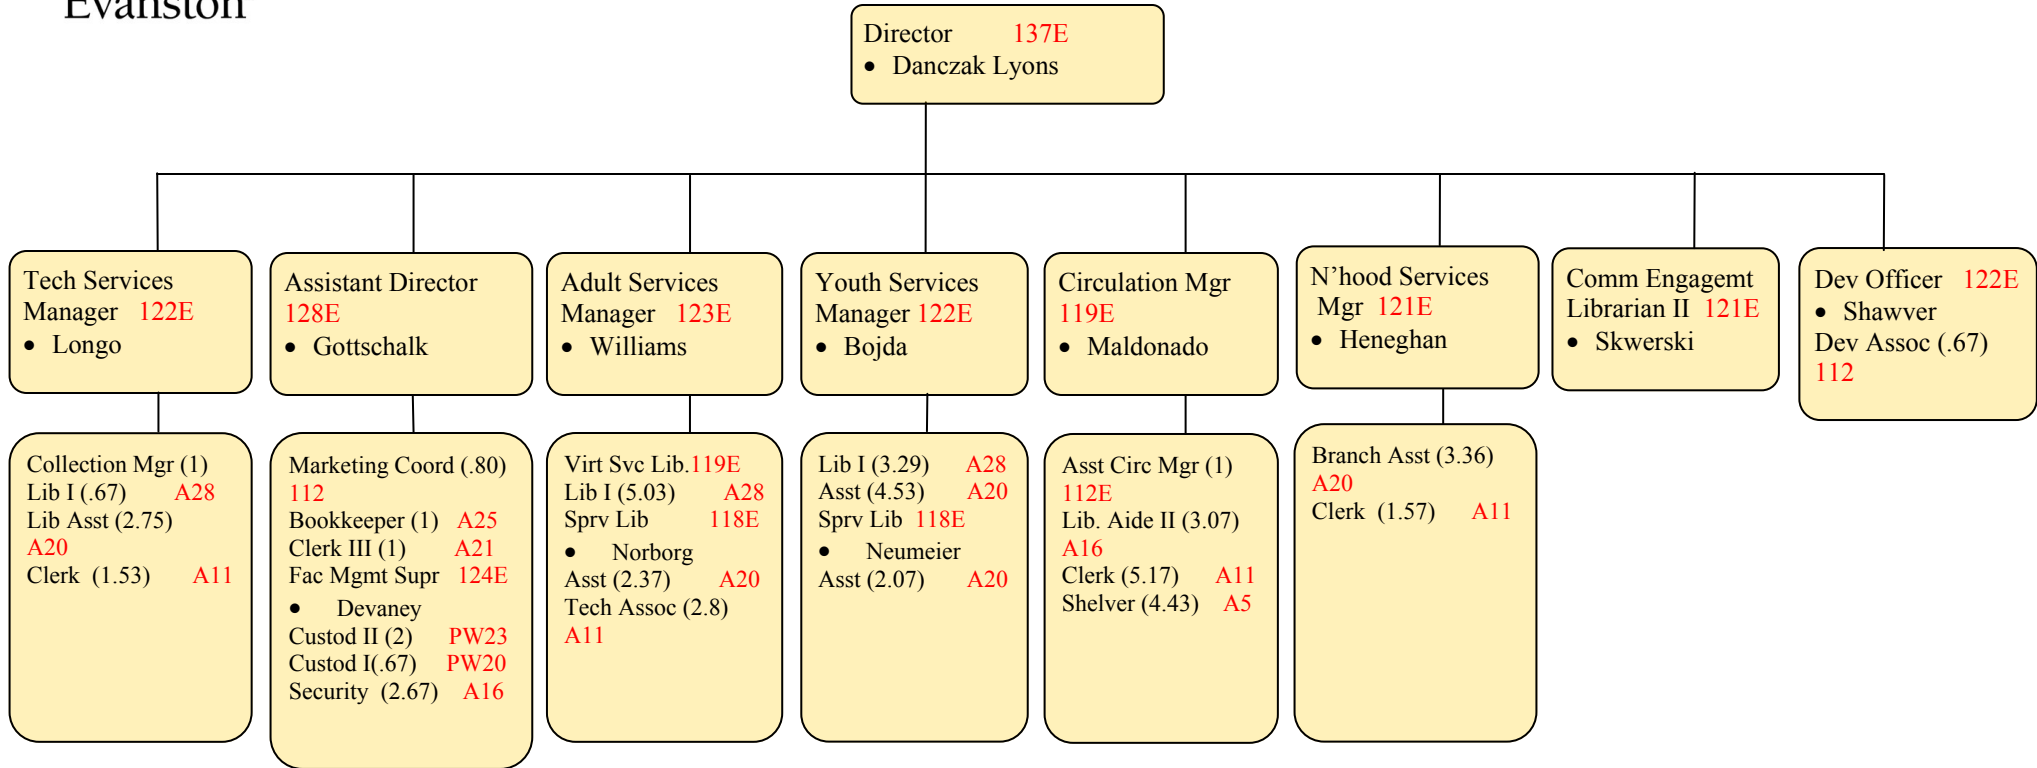 Evanston
Director 137E
• Danczak Lyons
Tech Services
Manager 122E
• Longo
Assistant Director
128E
• Gottschalk
Adult Services
Manager 123E
• Williams
Youth Services
Manager 122E
• Bojda
Circulation Mgr
119E
• Maldonado
N'hood Services
Mgr 121E
• Heneghan
Comm Engagemt
Librarian II 121E
• Skwerski
Dev Officer 122E
• Shawver
Dev Assoc (.67)
112
Collection Mgr (1)
Lib I (.67) A28
Lib Asst (2.75)
A20
Clerk (1.53) A11
Marketing Coord (.80)
112
Bookkeeper (1) A25
Clerk III (1) A21
Fac Mgmt Supr 124E
• Devaney
Custod II (2) PW23
Custod I(.67) PW20
Security (2.67) A16
Virt Svc Lib.119E
Lib I (5.03) A28
Sprv Lib 118E
• Norborg
Asst (2.37) A20
Tech Assoc (2.8)
A11
Lib I (3.29) A28
Asst (4.53) A20
Sprv Lib 118E
• Neumeier
Asst (2.07) A20
Asst Circ Mgr (1)
112E
Lib. Aide II (3.07)
A16
Clerk (5.17) A11
Shelver (4.43) A5
Branch Asst (3.36)
A20
Clerk (1.57) A11